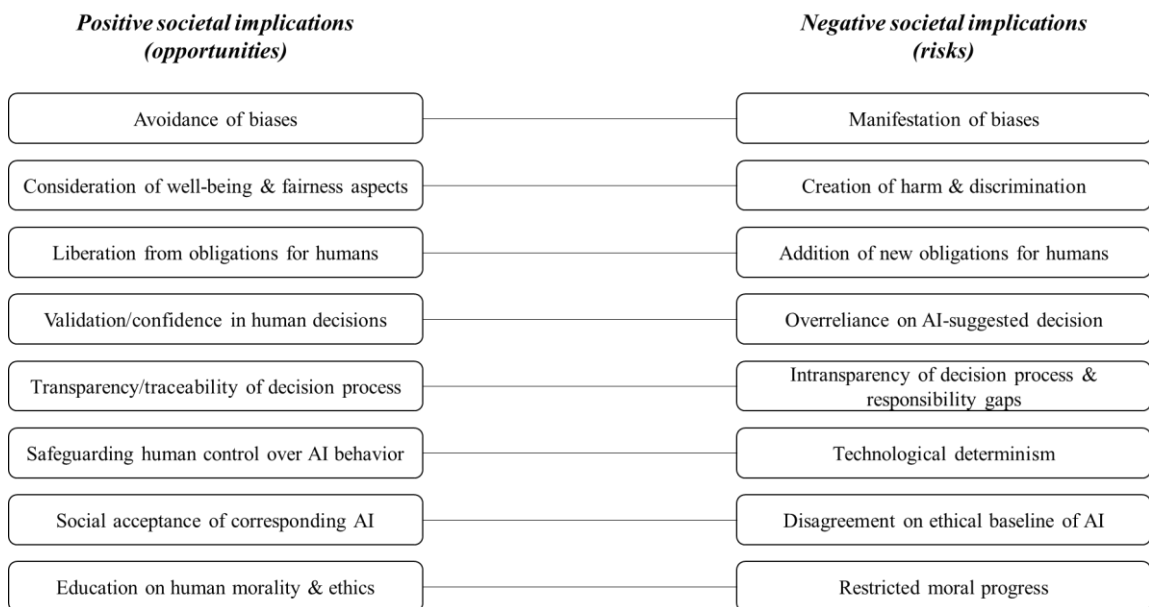 Positive societal implications
(opportunities)
Negative societal implications
(risks)
Avoidance of biases
Manifestation of biases
Consideration of well-being & fairness aspects
Creation of harm & discrimination
Liberation from obligations for humans
Addition of new obligations for humans
Validation/confidence in human decisions
Overreliance on AI-suggested decision
Transparency/traceability of decision process
Intransparency of decision process &
responsibility gaps
Safeguarding human control over AI behavior
Technological determinism
Social acceptance of corresponding AI
Disagreement on ethical baseline of AI
Education on human morality & ethics
Restricted moral progress